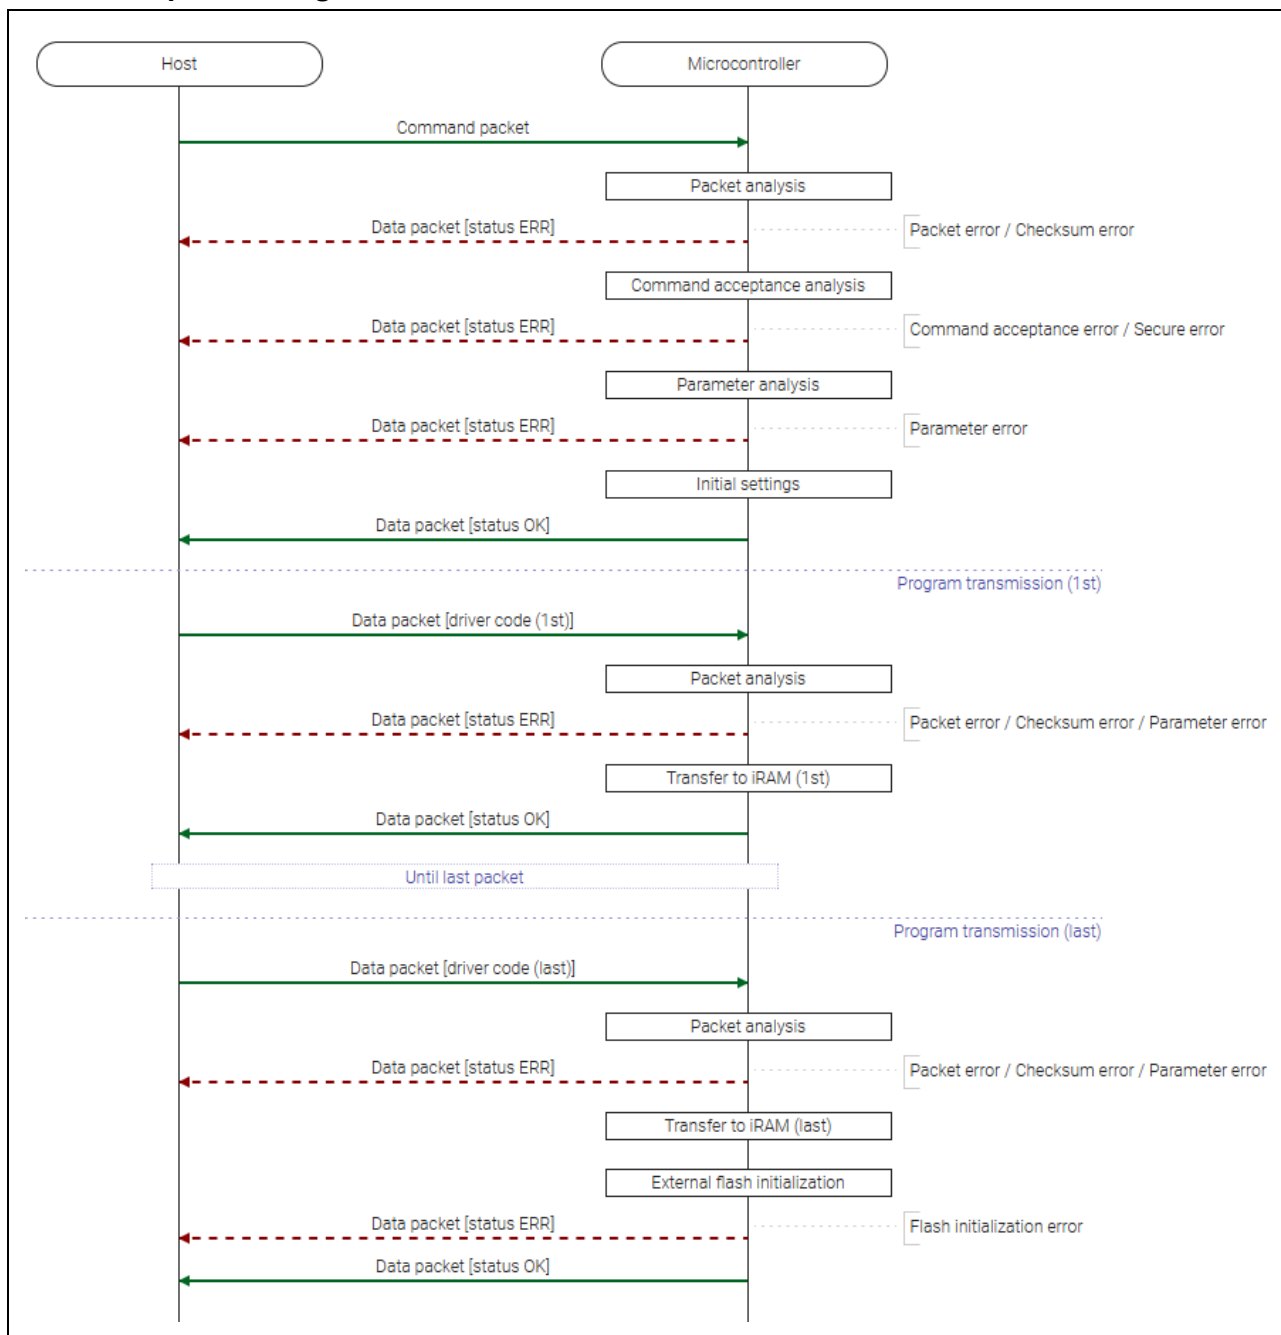 Host
Microcontroller
Command packet
Packet analysis
Data packet [status ERR]
Packet error / Checksum error
Command acceptance analysis
Data packet [status ERR]
Command acceptance error / Secure error
Parameter analysis
Data packet [status ERR]
Parameter error
Initial settings
Data packet [status OK]
Program transmission (1st)
Data packet [driver code (1st)]
Packet analysis
Data packet [status ERR]
Packet error / Checksum error / Parameter error
Transfer to iRAM (1st)
Data packet [status OK]
Until last packet
Program transmission (last)
Data packet [driver code (last)]
Packet analysis
Data packet [status ERR]
Packet error / Checksum error / Parameter error
Transfer to iRAM (last)
External flash initialization
Data packet [status ERR]
Flash initialization error
Data packet [status OK]